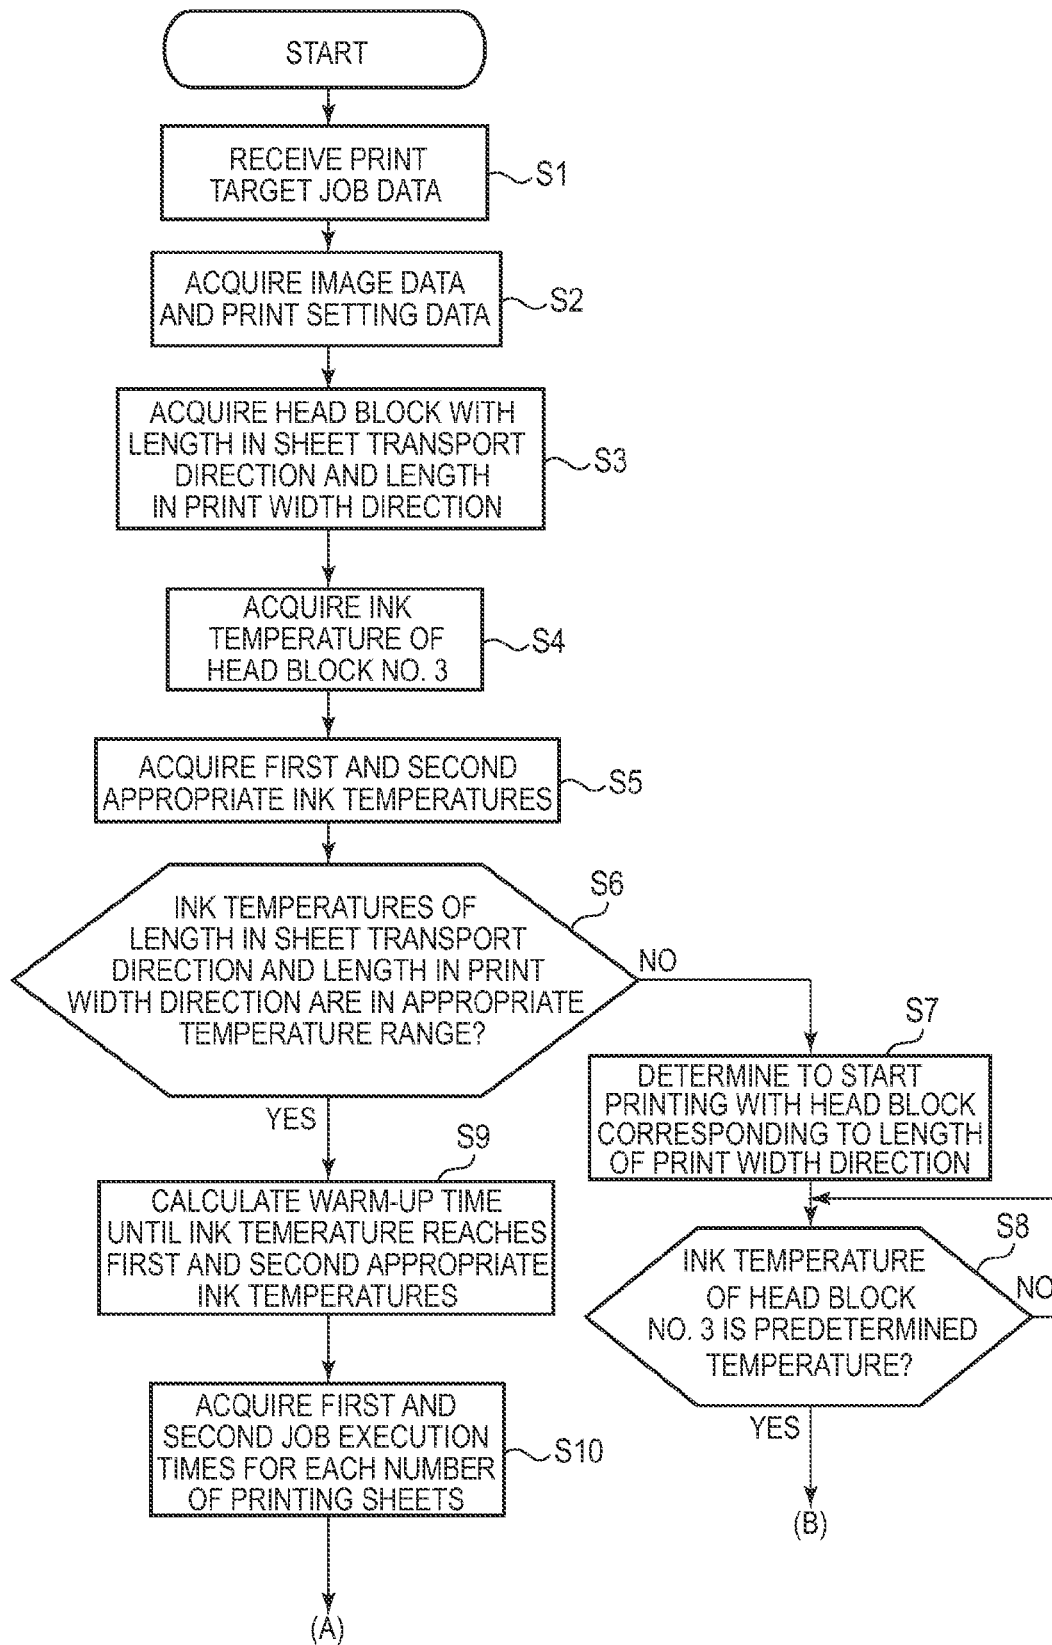 START
RECEIVE PRINT
TARGET JOB DATA
S1
ACQUIRE IMAGE DATA
AND PRINT SETTING DATA
S2
ACQUIRE HEAD BLOCK WITH
LENGTH IN SHEET TRANSPORT
DIRECTION AND LENGTH
IN PRINT WIDTH DIRECTION
S3
ACQUIRE INK
TEMPERATURE OF
HEAD BLOCK NO. 3
S4
ACQUIRE FIRST AND SECOND
APPROPRIATE INK TEMPERATURES
S5
INK TEMPERATURES OF
LENGTH IN SHEET TRANSPORT
DIRECTION AND LENGTH IN PRINT
WIDTH DIRECTION ARE IN APPROPRIATE
TEMPERATURE RANGE?
S6
NO
YES
S7
DETERMINE TO START
PRINTING WITH HEAD BLOCK
CORRESPONDING TO LENGTH
OF PRINT WIDTH DIRECTION
S8
INK TEMPERATURE
OF HEAD BLOCK
NO. 3 IS PREDETERMINED
TEMPERATURE?
NO
YES
(B)
S9
CALCULATE WARM-UP TIME
UNTIL INK TEMERATURE REACHES
FIRST AND SECOND APPROPRIATE
INK TEMPERATURES
ACQUIRE FIRST AND
SECOND JOB EXECUTION
TIMES FOR EACH NUMBER
OF PRINTING SHEETS
S10
(A)